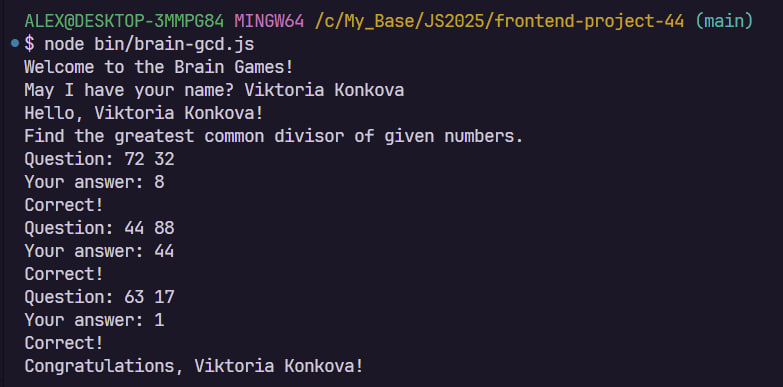 ALEX@DESKTOP-3MMPG84 MINGW64 /c/My_Base/JS2025/frontend-project-44 (main)
$ node bin/brain-gcd.js
Welcome to the Brain Games!
May I have your name? Viktoria Konkova
Hello, Viktoria Konkova!
Find the greatest common divisor of given numbers.
Question: 72 32
Your answer: 8
Correct!
Question: 44 88
Your answer: 44
Correct!
Question: 63 17
Your answer: 1
Correct!
Congratulations, Viktoria Konkova!